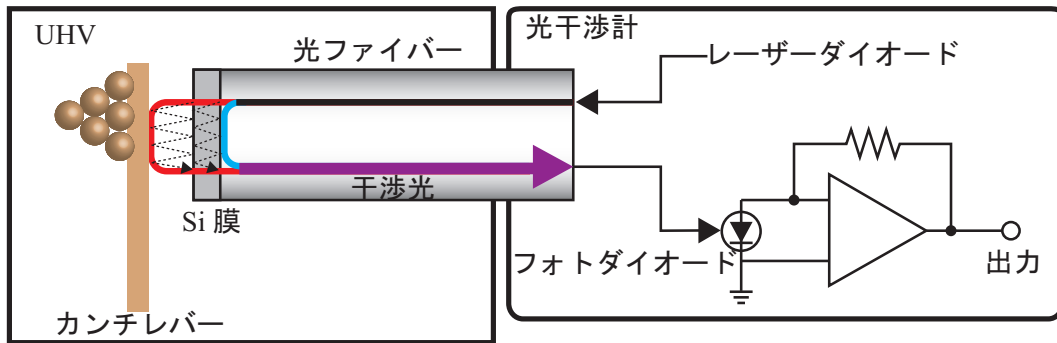 UHV
光ファイバー
干渉光
Si 膜
カンチレバー
光干渉計
レーザーダイオード
フォトダイオード
出力